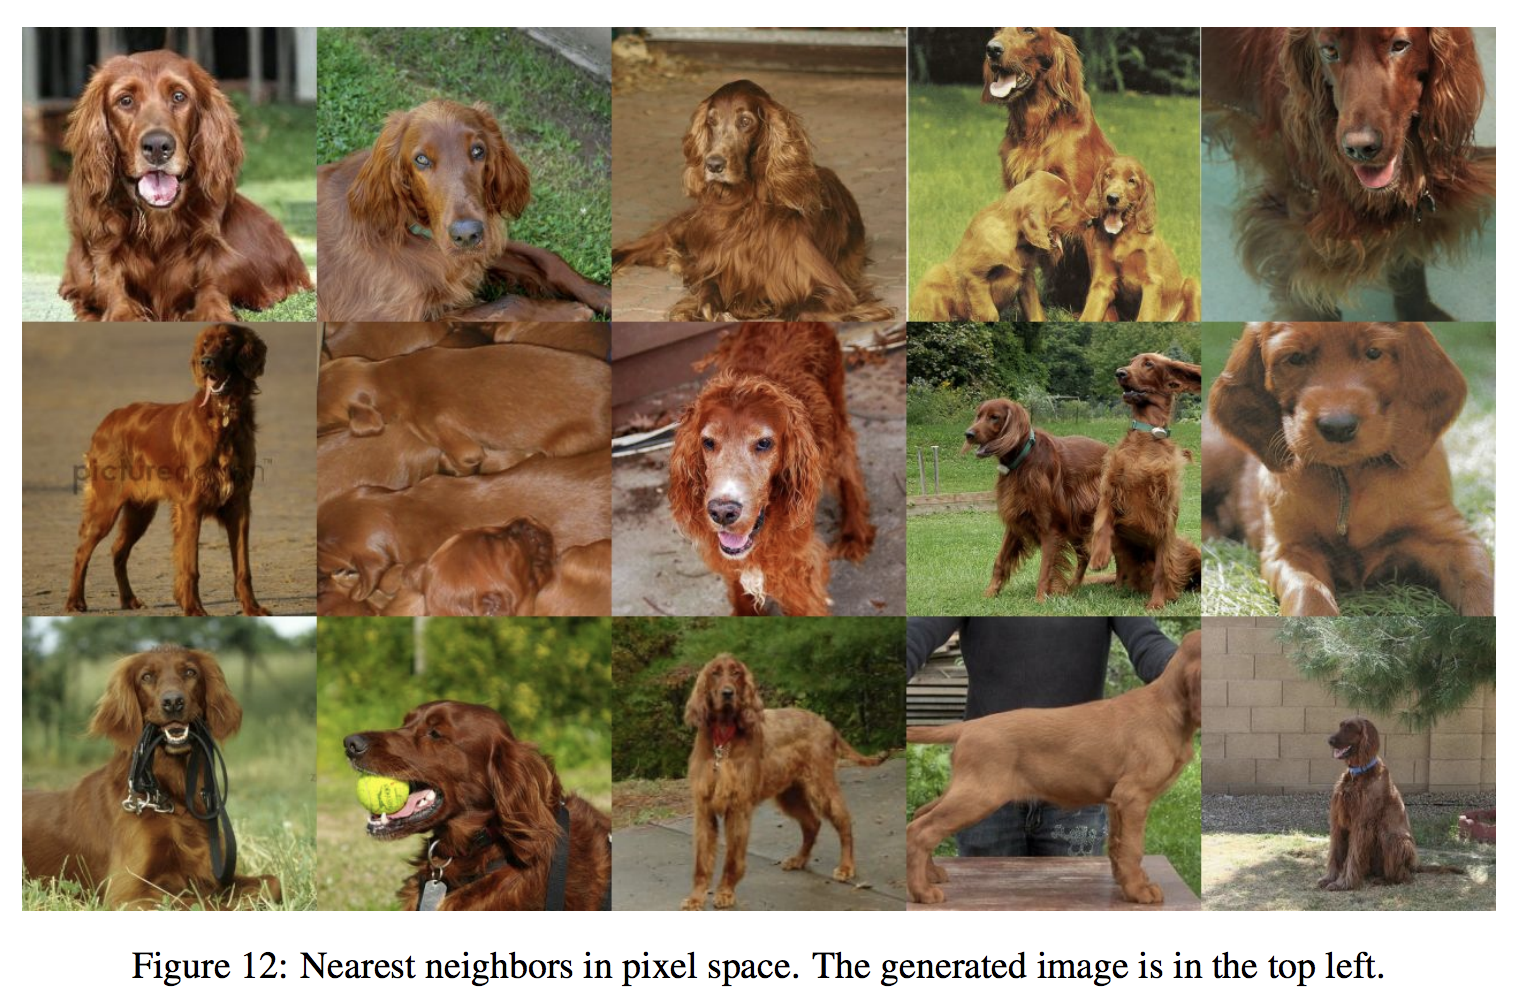 Figure 12: Nearest neighbors in pixel space. The generated image is in the top left.